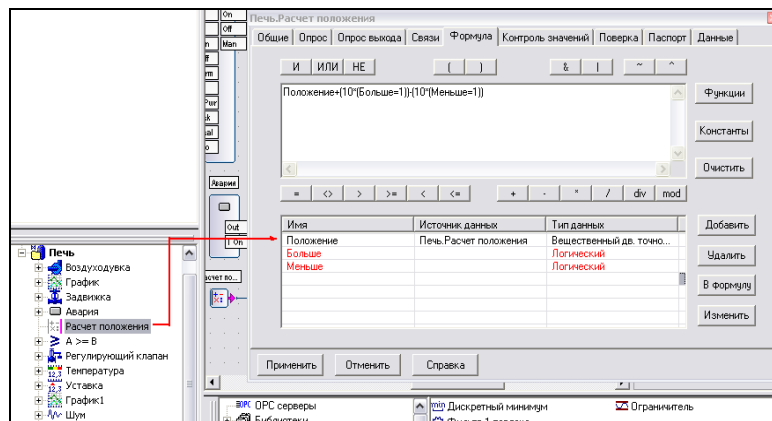 On
Off
Man
Печь.Расчет положения
Общие Опрос Опрос выхода Связи Формула Контроль значений Поверка Паспорт Данные
И ИЛИ НЕ ( ) & | ~ ^
Положение+(10*(Больше=1))-(10*(Меньше=1))
Функции
Константы
Очистить
= <> > >= < <= + - * / div mod
Имя Источник данных Тип данных
Положение Печь.Расчет положения Вещественный дв. точно...
Больше Логический
Меньше Логический
Добавить
Удалить
В формулу
Изменить
Применить Отменить Справка
Авария
Out
Печь
Воздуходувка
График
Задвижка
Авария
Расчет положения
A >= B
Регулирующий клапан
Температура
Уставка
График1
Шум
OPC серверы
Библиотеки
Дискретный минимум
Ограничитель